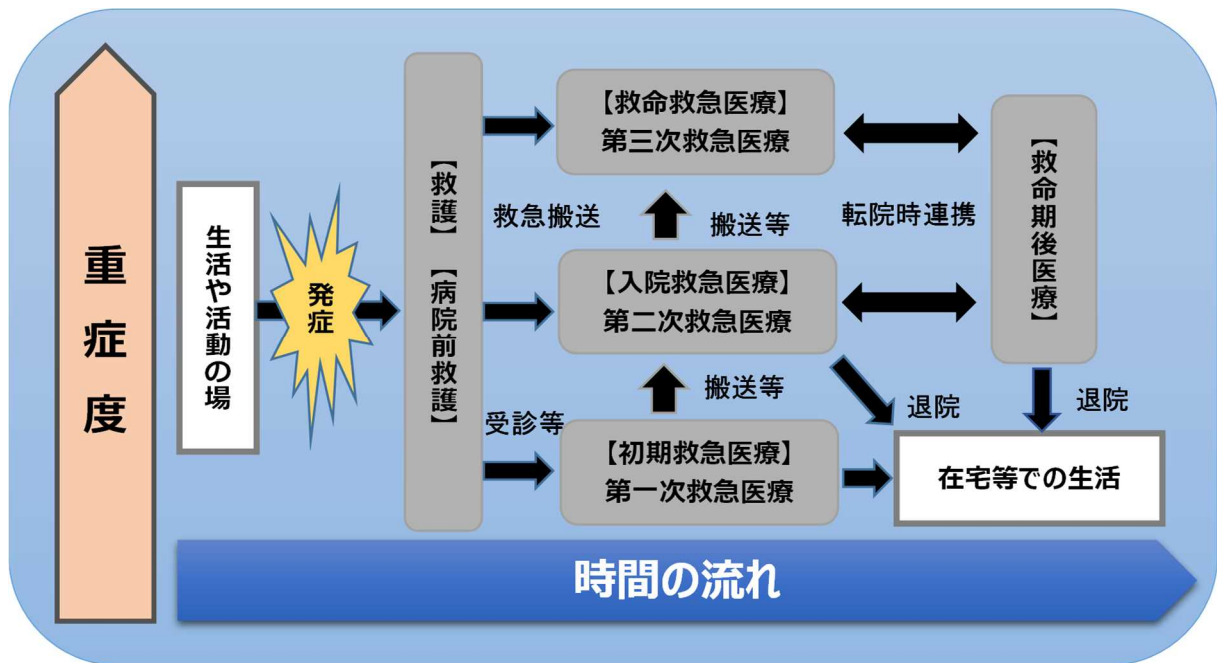 重症度
生活や活動の場
発症
【救護】【病院前救護】
救急搬送
受診等
【救命救急医療】
第三次救急医療
搬送等
【入院救急医療】
第二次救急医療
搬送等
【初期救急医療】
第一次救急医療
転院時連携
【救命期後医療】
退院
退院
在宅等での生活
時間の流れ